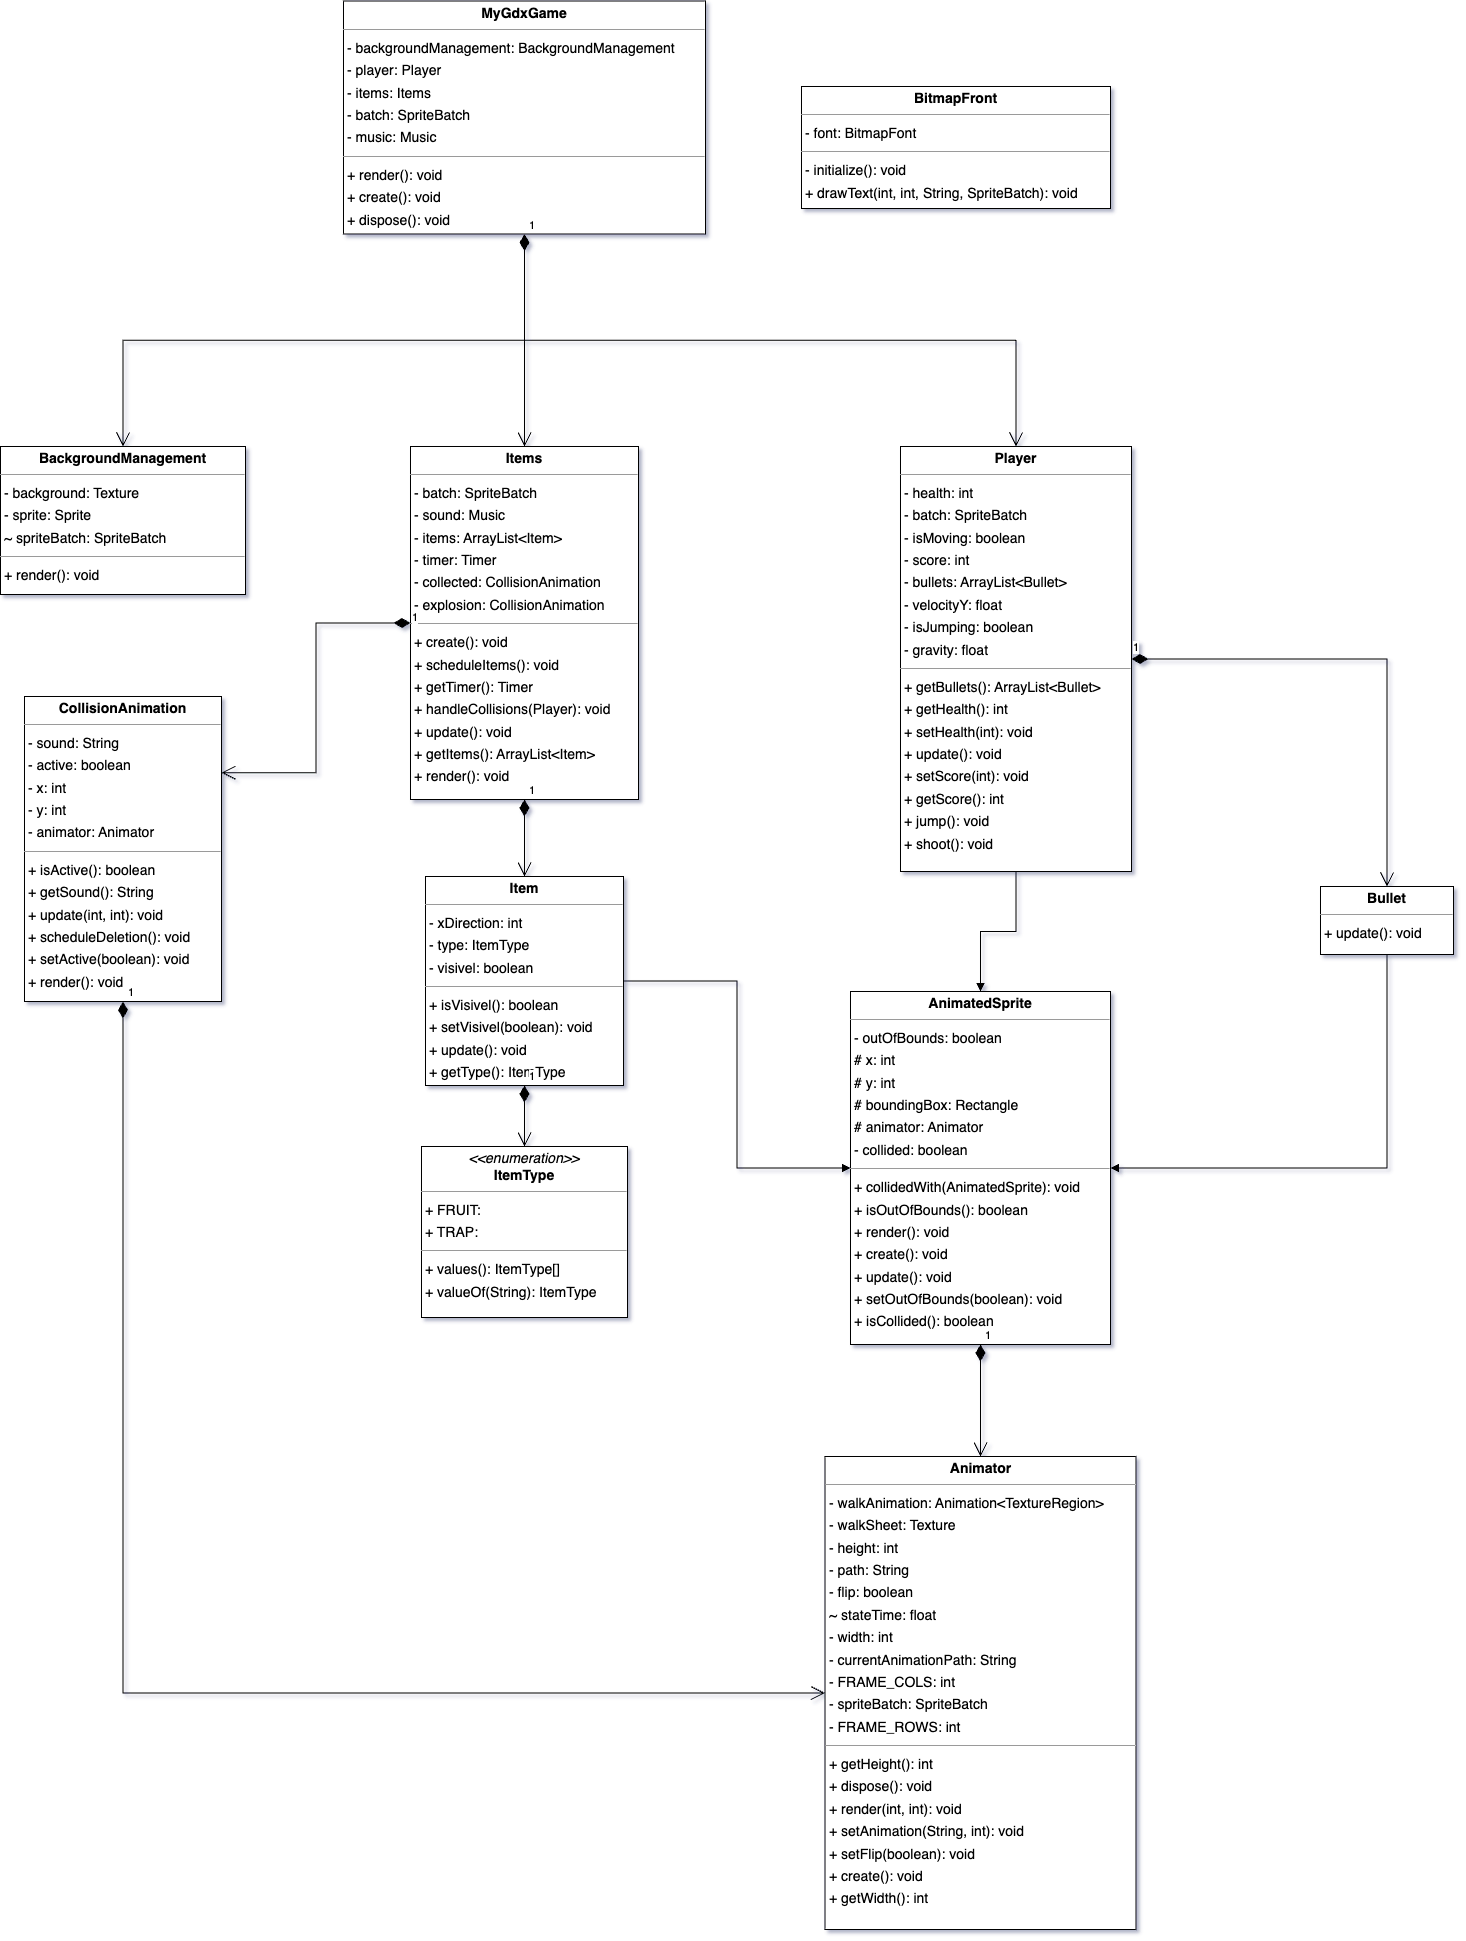 MyGdxGame
- backgroundManagement: BackgroundManagement
- player: Player
- items: Items
- batch: SpriteBatch
- music: Music
+ render(): void
+ create(): void
+ dispose(): void
1
BitmapFront
- font: BitmapFont
- initialize(): void
+ drawText(int, int, String, SpriteBatch): void
BackgroundManagement
- background: Texture
- sprite: Sprite
~ spriteBatch: SpriteBatch
+ render(): void
Items
- batch: SpriteBatch
- sound: Music
- items: ArrayList<Item>
- timer: Timer
- collected: CollisionAnimation
- explosion: CollisionAnimation
1
+ create(): void
+ scheduleItems(): void
+ getTimer(): Timer
+ handleCollisions(Player): void
+ update(): void
+ getItems(): ArrayList<Item>
+ render(): void
1
Player
- health: int
- batch: SpriteBatch
- isMoving: boolean
- score: int
- bullets: ArrayList<Bullet>
- velocityY: float
- isJumping: boolean
- gravity: float
1
+ getBullets(): ArrayList<Bullet>
+ getHealth(): int
+ setHealth(int): void
+ update(): void
+ setScore(int): void
+ getScore(): int
+ jump(): void
+ shoot(): void
CollisionAnimation
- sound: String
- active: boolean
- x: int
- y: int
- animator: Animator
+ isActive(): boolean
+ getSound(): String
+ update(int, int): void
+ scheduleDeletion(): void
+ setActive(boolean): void
+ render(): void
1
Item
- xDirection: int
- type: ItemType
- visivel: boolean
+ isVisivel(): boolean
+ setVisivel(boolean): void
+ update(): void
+ getType(): ItemType
1
Bullet
+ update(): void
<<enumeration>>
ItemType
+ FRUIT:
+ TRAP:
+ values(): ItemType[]
+ valueOf(String): ItemType
AnimatedSprite
- outOfBounds: boolean
# x: int
# y: int
# boundingBox: Rectangle
# animator: Animator
- collided: boolean
+ collidedWith(AnimatedSprite): void
+ isOutOfBounds(): boolean
+ render(): void
+ create(): void
+ update(): void
+ setOutOfBounds(boolean): void
+ isCollided(): boolean
1
Animator
- walkAnimation: Animation<TextureRegion>
- walkSheet: Texture
- height: int
- path: String
- flip: boolean
~ stateTime: float
- width: int
- currentAnimationPath: String
- FRAME_COLS: int
- spriteBatch: SpriteBatch
- FRAME_ROWS: int
+ getHeight(): int
+ dispose(): void
+ render(int, int): void
+ setAnimation(String, int): void
+ setFlip(boolean): void
+ create(): void
+ getWidth(): int